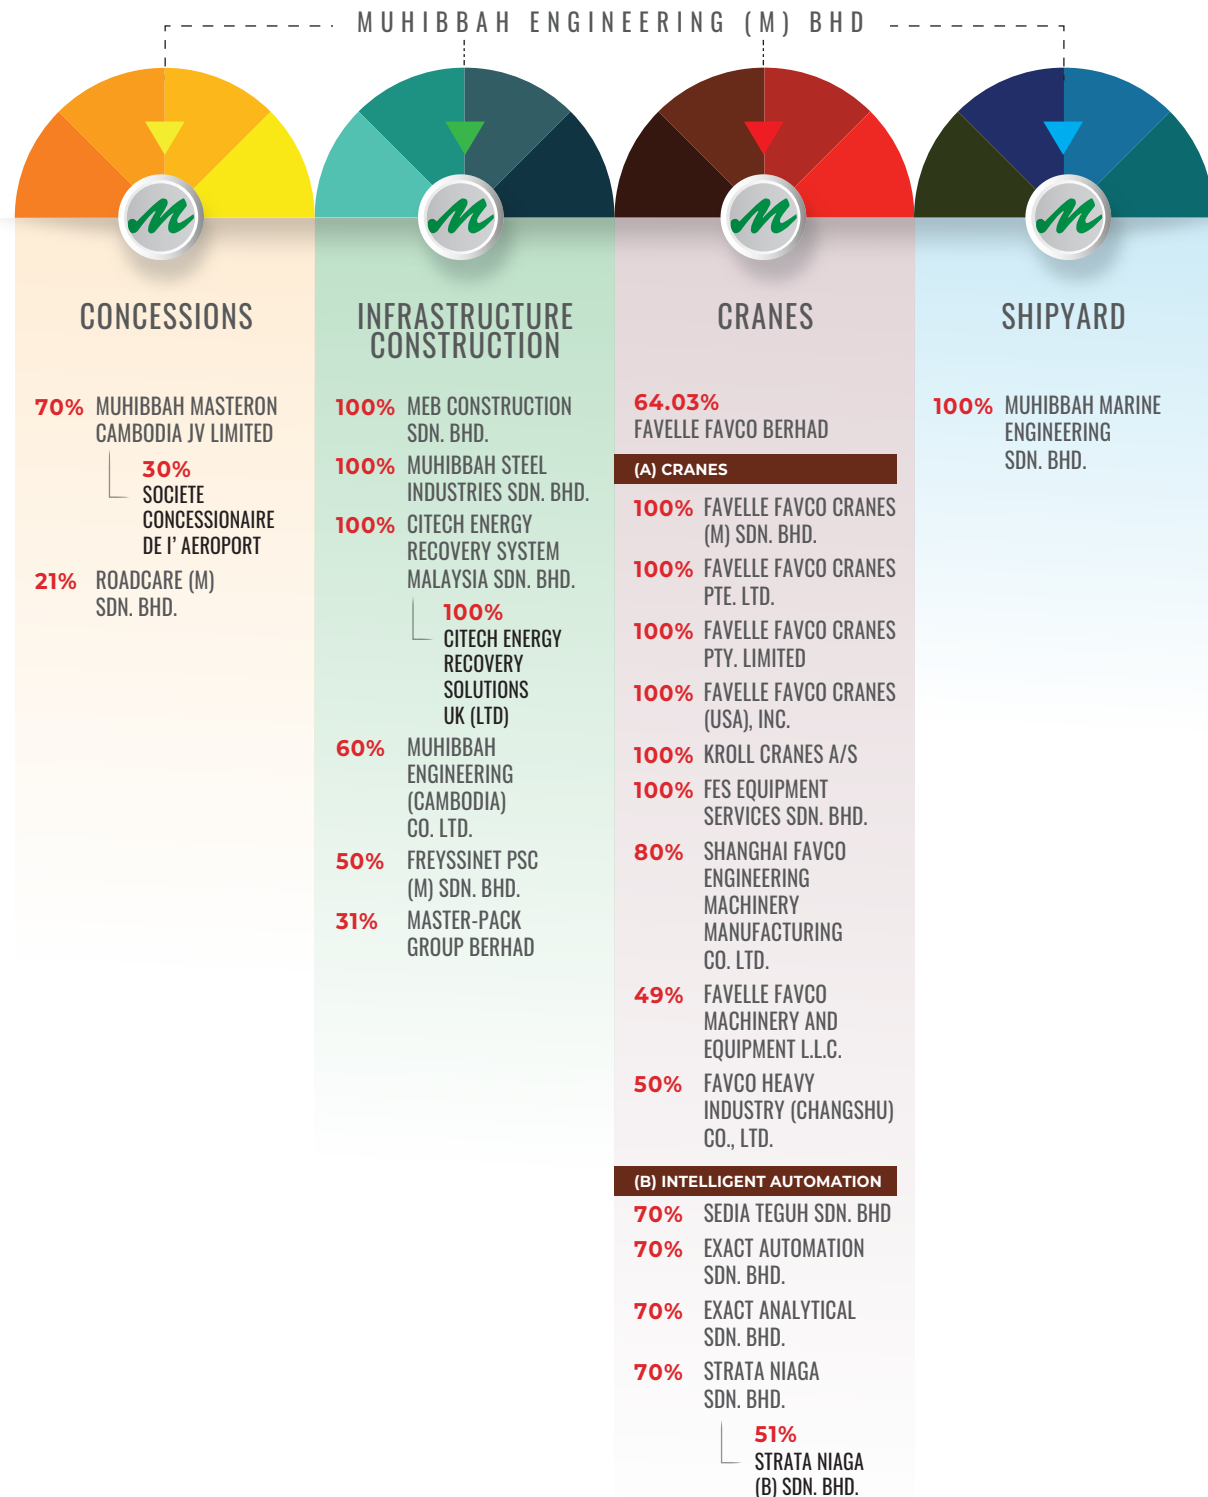 MUHIBBAH ENGINEERING (M) BHD
CONCESSIONS
70% MUHIBBAH MASTERON
CAMBODIA JV LIMITED
30%
SOCIETE
CONCESSIONAIRE
DE I' AEROPORT
21% ROADCARE (M)
SDN. BHD.
INFRASTRUCTURE
CONSTRUCTION
100% MEB CONSTRUCTION
SDN. BHD.
100% MUHIBBAH STEEL
INDUSTRIES SDN. BHD.
100% CITECH ENERGY
RECOVERY SYSTEM
MALAYSIA SDN. BHD.
100%
CITECH ENERGY
RECOVERY
SOLUTIONS
UK (LTD)
60% MUHIBBAH
ENGINEERING
(CAMBODIA)
CO. LTD.
50% FREYSSINET PSC
(M) SDN. BHD.
31% MASTER-PACK
GROUP BERHAD
CRANES
64.03%
FAVELLE FAVCO BERHAD
(A) CRANES
100% FAVELLE FAVCO CRANES
(M) SDN. BHD.
100% FAVELLE FAVCO CRANES
PTE. LTD.
100% FAVELLE FAVCO CRANES
PTY. LIMITED
100% FAVELLE FAVCO CRANES
(USA), INC.
100% KROLL CRANES A/S
100% FES EQUIPMENT
SERVICES SDN. BHD.
80% SHANGHAI FAVCO
ENGINEERING
MACHINERY
MANUFACTURING
CO. LTD.
49% FAVELLE FAVCO
MACHINERY AND
EQUIPMENT L.L.C.
50% FAVCO HEAVY
INDUSTRY (CHANGSHU)
CO., LTD.
(B) INTELLIGENT AUTOMATION
70% SEDIA TEGUH SDN. BHD
70% EXACT AUTOMATION
SDN. BHD.
70% EXACT ANALYTICAL
SDN. BHD.
70% STRATA NIAGA
SDN. BHD.
51%
STRATA NIAGA
(B) SDN. BHD.
SHIPYARD
100% MUHIBBAH MARINE
ENGINEERING
SDN. BHD.